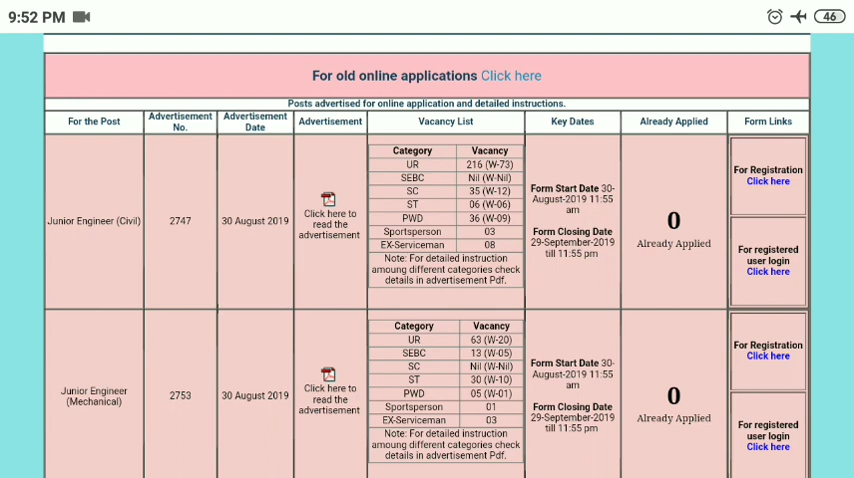 9:52 PM
46
For old online applications Click here
Posts advertised for online application and detailed instructions.
For the Post
Advertisement
No.
Advertisement
Date
Advertisement
Vacancy List
Key Dates
Already Applied
Form Links
Junior Engineer (Civil)
2747
30 August 2019
Click here to
read the
advertisement
Category Vacancy
UR 216 (W-73)
SEBC Nil (W-Nil)
SC 35 (W-12)
ST 06 (W-06)
PWD 36 (W-09)
Sportsperson 03
EX-Serviceman 08
Note: For detailed instruction
amoung different categories check
details in advertisement Pdf.
Form Start Date 30-
August-2019 11:55
am
Form Closing Date
29-September-2019
till 11:55 pm
0
Already Applied
For Registration
Click here
For registered
user login
Click here
Junior Engineer
(Mechanical)
2753
30 August 2019
Click here to
read the
advertisement
Category Vacancy
UR 63 (W-20)
SEBC 13 (W-05)
SC Nil (W-Nil)
ST 30 (W-10)
PWD 05 (W-01)
Sportsperson 01
EX-Serviceman 03
Note: For detailed instruction
amoung different categories check
details in advertisement Pdf.
Form Start Date 30-
August-2019 11:55
am
Form Closing Date
29-September-2019
till 11:55 pm
0
Already Applied
For Registration
Click here
For registered
user login
Click here